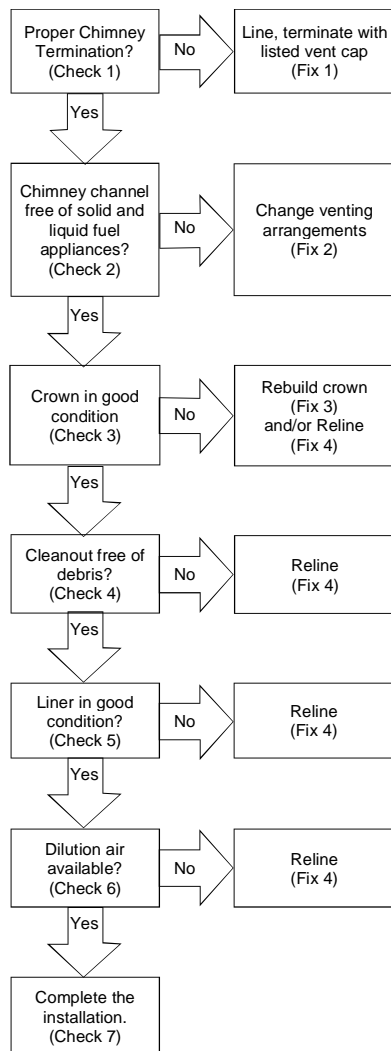 Proper Chimney
Termination?
(Check 1)
No
Line, terminate with
listed vent cap
(Fix 1)
Yes
Chimney channel
free of solid and
liquid fuel
appliances?
(Check 2)
No
Change venting
arrangements
(Fix 2)
Yes
Crown in good
condition
(Check 3)
No
Rebuild crown
(Fix 3)
and/or Reline
(Fix 4)
Yes
Cleanout free of
debris?
(Check 4)
No
Reline
(Fix 4)
Yes
Liner in good
condition?
(Check 5)
No
Reline
(Fix 4)
Yes
Dilution air
available?
(Check 6)
No
Reline
(Fix 4)
Yes
Complete the
installation.
(Check 7)